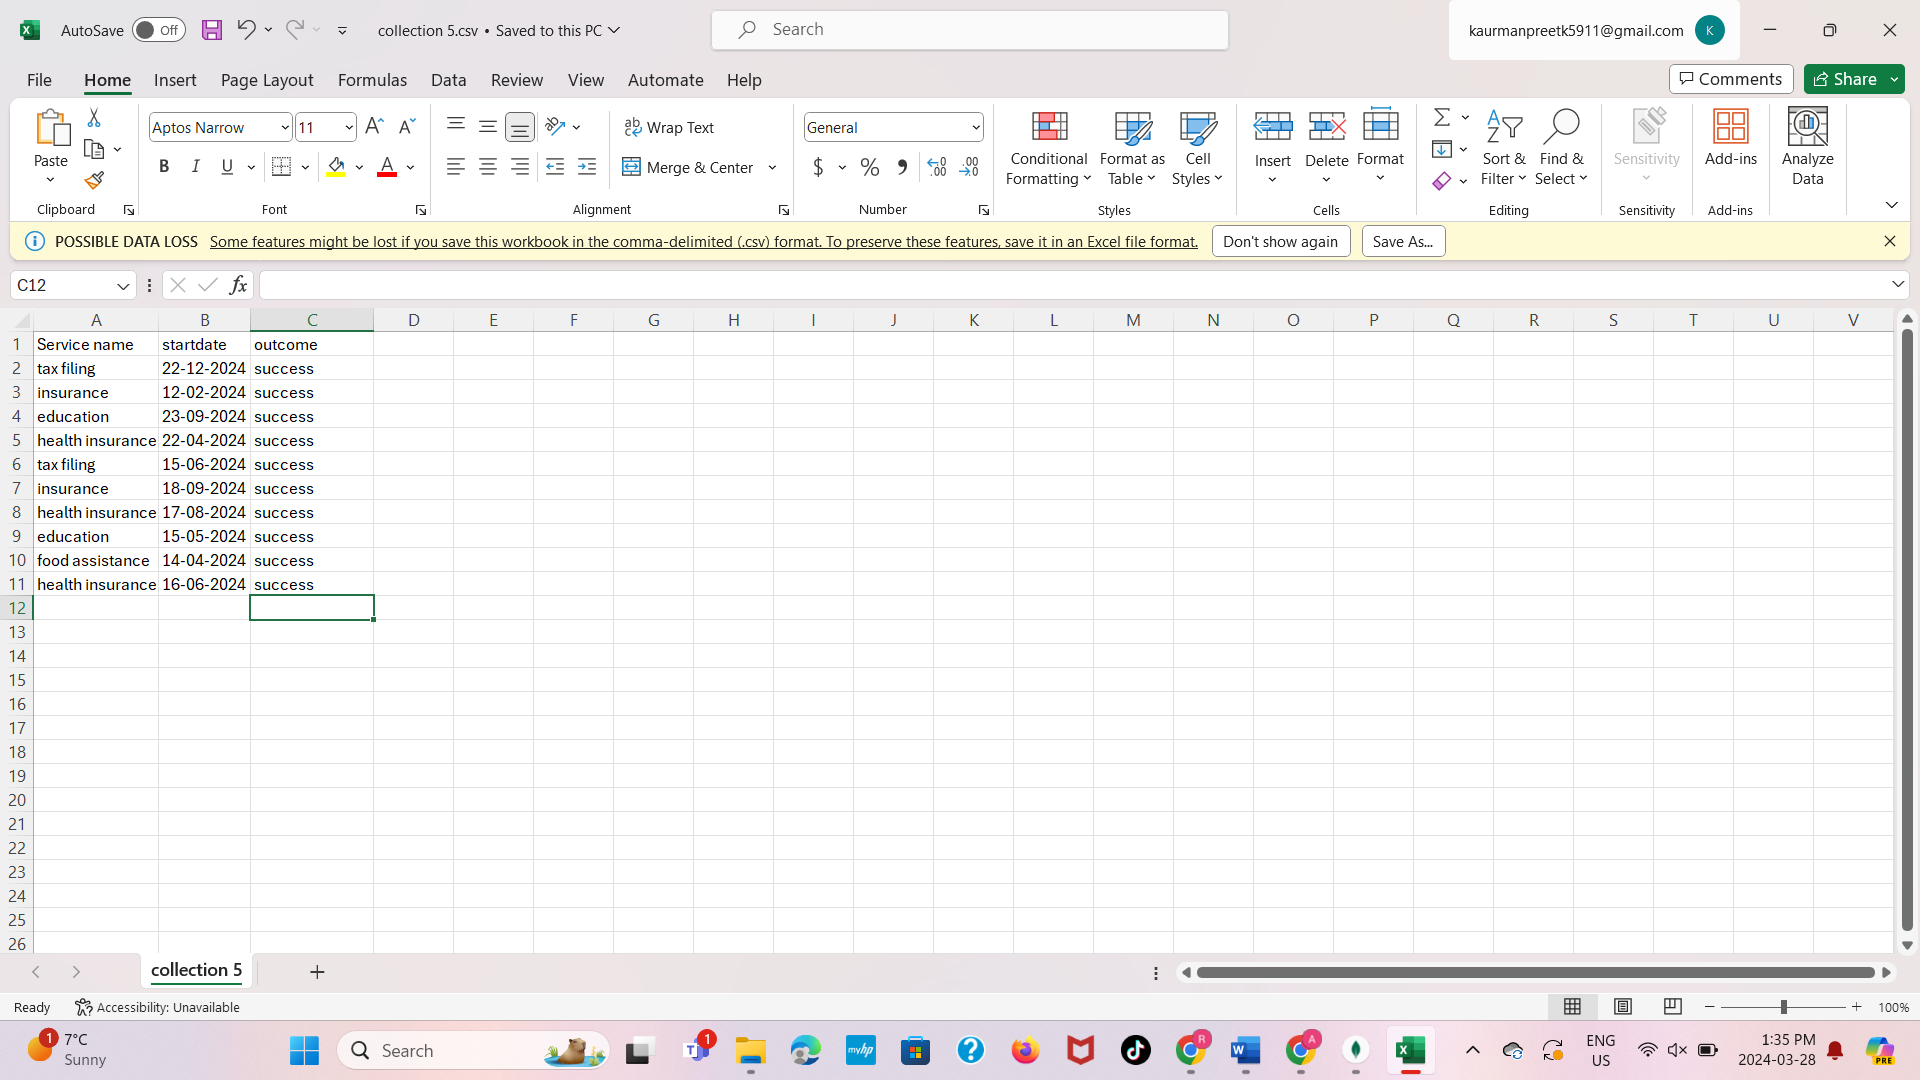 AutoSave Off collection 5.csv • Saved to this PC Search kaurmanpreetk5911@gmail.com K
File Home Insert Page Layout Formulas Data Review View Automate Help Comments Share
Paste
Clipboard
Aptos Narrow 11
B I U A
Font
ab Wrap Text
Merge & Center
Alignment
General
$ % , .00
Number
Conditional Formatting
Format as Table
Cell Styles
Styles
Insert Delete Format
Cells
Sort & Filter
Find & Select
Editing
Sensitivity
Sensitivity
Add-ins
Add-ins
Analyze Data
POSSIBLE DATA LOSS Some features might be lost if you save this workbook in the comma-delimited (.csv) format. To preserve these features, save it in an Excel file format. Don't show again Save As...
C12 fx
A B C D E F G H I J K L M N O P Q R S T U V
1 Service name startdate outcome
2 tax filing 22-12-2024 success
3 insurance 12-02-2024 success
4 education 23-09-2024 success
5 health insurance 22-04-2024 success
6 tax filing 15-06-2024 success
7 insurance 18-09-2024 success
8 health insurance 17-08-2024 success
9 education 15-05-2024 success
10 food assistance 14-04-2024 success
11 health insurance 16-06-2024 success
12
13
14
15
16
17
18
19
20
21
22
23
24
25
26
collection 5
Ready Accessibility: Unavailable 100%
1 7°C
Sunny
Search
1
myhp
R
A
ENG
US
1:35 PM
2024-03-28
PRE